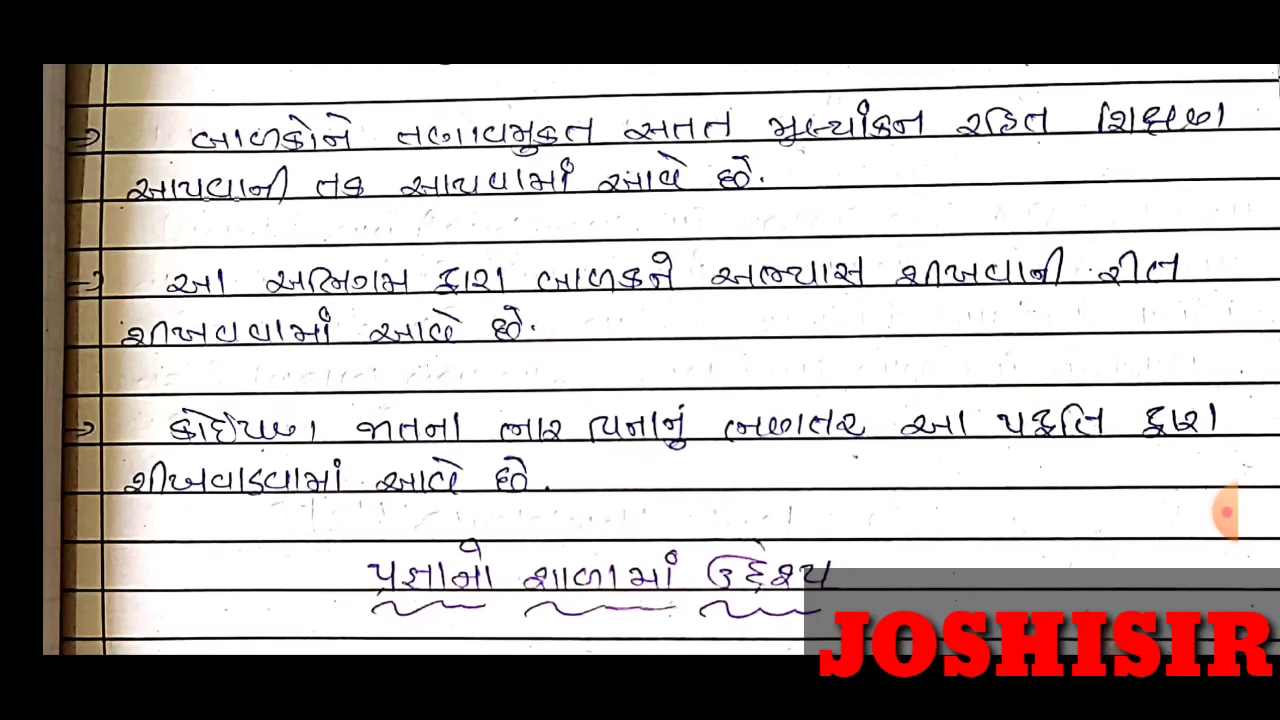 → બાળકોને તણાવમુક્ત સતત મુલ્યાંકન રહિત શિક્ષણ
આપવાની તક આપવામાં આવે છે.
→ આ અભિગમ દ્વારા બાળકને અભ્યાસ શીખવાની રીત
શીખવવામાં આવે છે.
→ કોઈપણ જાતના ભાર વિનાનું ભણતર આ પદ્ધતિ દ્વારા
શીખવાડવામાં આવે છે.
પ્રજ્ઞાનો શાળામાં ઉદ્દેશ્ય
JOSHISIR